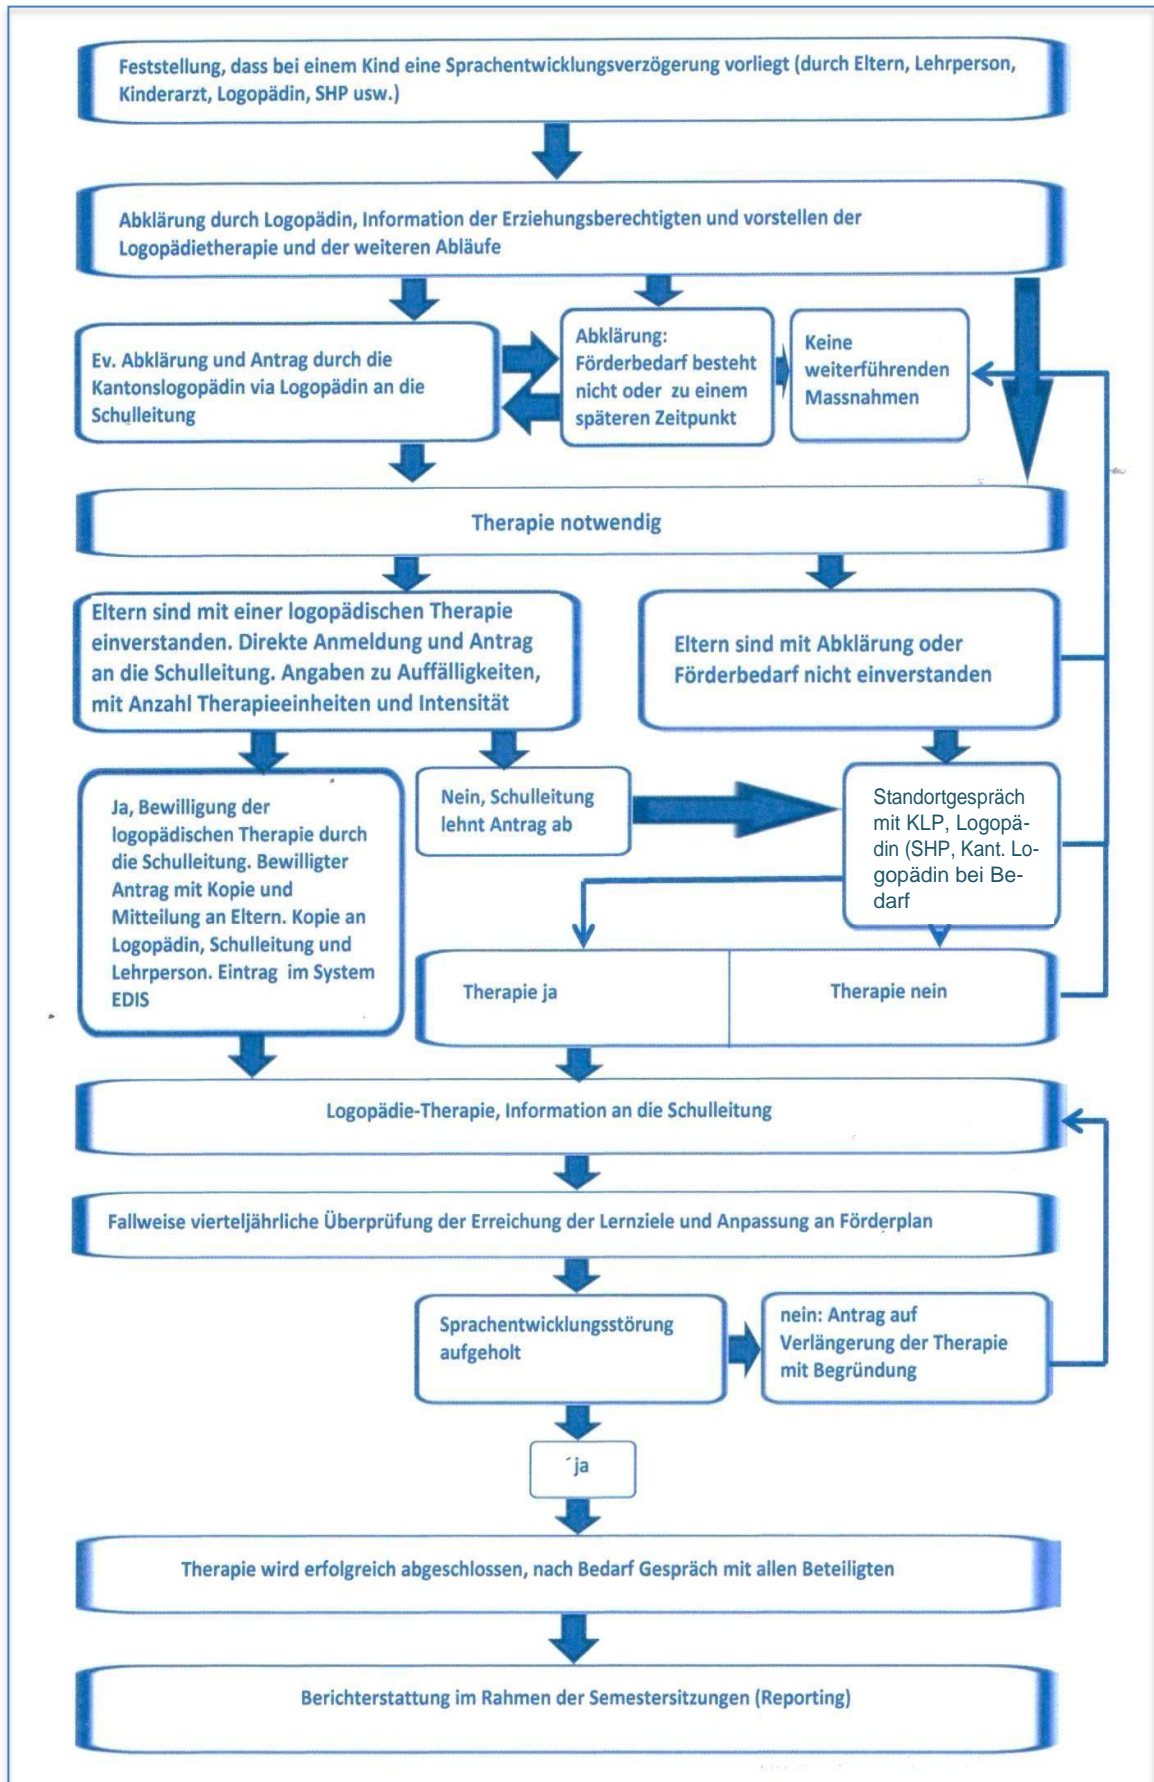 Feststellung, dass bei einem Kind eine Sprachentwicklungsverzögerung vorliegt (durch Eltern, Lehrperson,
Kinderarzt, Logopädin, SHP usw.)
Abklärung durch Logopädin, Information der Erziehungsberechtigten und vorstellen der
Logopädietherapie und der weiteren Abläufe
Ev. Abklärung und Antrag durch die
Kantonslogopädin via Logopädin an die
Schulleitung
Abklärung:
Förderbedarf besteht
nicht oder zu einem
späteren Zeitpunkt
Keine
weiterführenden
Massnahmen
Therapie notwendig
Eltern sind mit einer logopädischen Therapie
einverstanden. Direkte Anmeldung und Antrag
an die Schulleitung. Angaben zu Auffälligkeiten,
mit Anzahl Therapieeinheiten und Intensität
Eltern sind mit Abklärung oder
Förderbedarf nicht einverstanden
Ja, Bewilligung der
logopädischen Therapie durch
die Schulleitung. Bewilligter
Antrag mit Kopie und
Mitteilung an Eltern. Kopie an
Logopädin, Schulleitung und
Lehrperson. Eintrag im System
EDIS
Nein, Schulleitung
lehnt Antrag ab
Standortgespräch
mit KLP, Logopä-
din (SHP, Kant. Lo-
gopädin bei Be-
darf
Therapie ja
Therapie nein
Logopädie-Therapie, Information an die Schulleitung
Fallweise vierteljährliche Überprüfung der Erreichung der Lernziele und Anpassung an Förderplan
Sprachentwicklungsstörung
aufgeholt
nein: Antrag auf
Verlängerung der Therapie
mit Begründung
ja
Therapie wird erfolgreich abgeschlossen, nach Bedarf Gespräch mit allen Beteiligten
Berichterstattung im Rahmen der Semestersitzungen (Reporting)